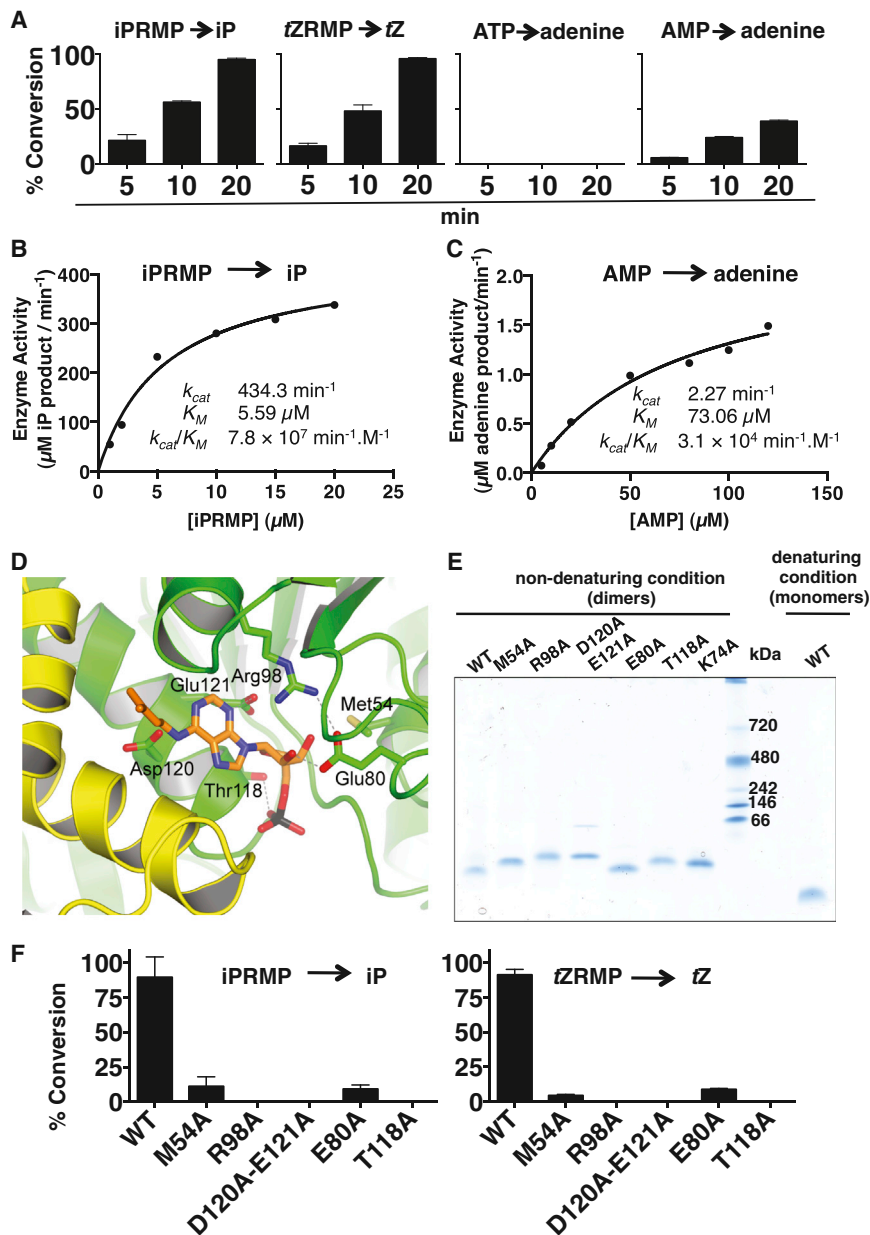 A
iPRMP → iP
tZRMP → tZ
ATP → adenine
AMP → adenine
% Conversion
100
50
0
5 10 20
5 10 20
5 10 20
5 10 20
min
B
iPRMP → iP
Enzyme Activity
(µM iP product / min⁻¹)
400
300
200
100
0
kcat 434.3 min⁻¹
KM 5.59 µM
kcat/KM 7.8 × 10⁷ min⁻¹.M⁻¹
0 5 10 15 20 25
[iPRMP] (µM)
C
AMP → adenine
Enzyme Activity
(µM adenine product/min⁻¹)
2.0
1.5
1.0
0.5
0.0
kcat 2.27 min⁻¹
KM 73.06 µM
kcat/KM 3.1 × 10⁴ min⁻¹.M⁻¹
0 50 100 150
[AMP] (µM)
D
Glu121
Arg98
Met54
Asp120
Thr118
Glu80
E
non-denaturing condition
(dimers)
denaturing
condition
(monomers)
WT
M54A
R98A
D120A
E121A
E80A
T118A
K74A
kDa
WT
720
480
242
146
66
F
iPRMP → iP
% Conversion
100
75
50
25
0
WT
M54A
R98A
D120A-E121A
E80A
T118A
tZRMP → tZ
100
75
50
25
0
WT
M54A
R98A
D120A-E121A
E80A
T118A